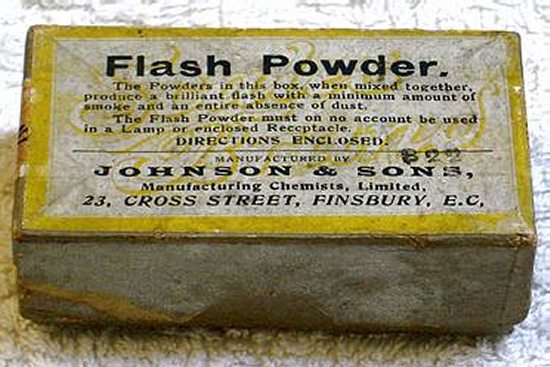 Flash Powder.
The Powders in this box, when mixed together,
produce a brilliant flash with a minimum amount of
smoke and an entire absence of dust.
The Flash Powder must on no account be used
in a Lamp or enclosed Receptacle.
DIRECTIONS ENCLOSED.
MANUFACTURED BY
822
JOHNSON & SONS,
Manufacturing Chemists, Limited,
23, CROSS STREET, FINSBURY, E.C,